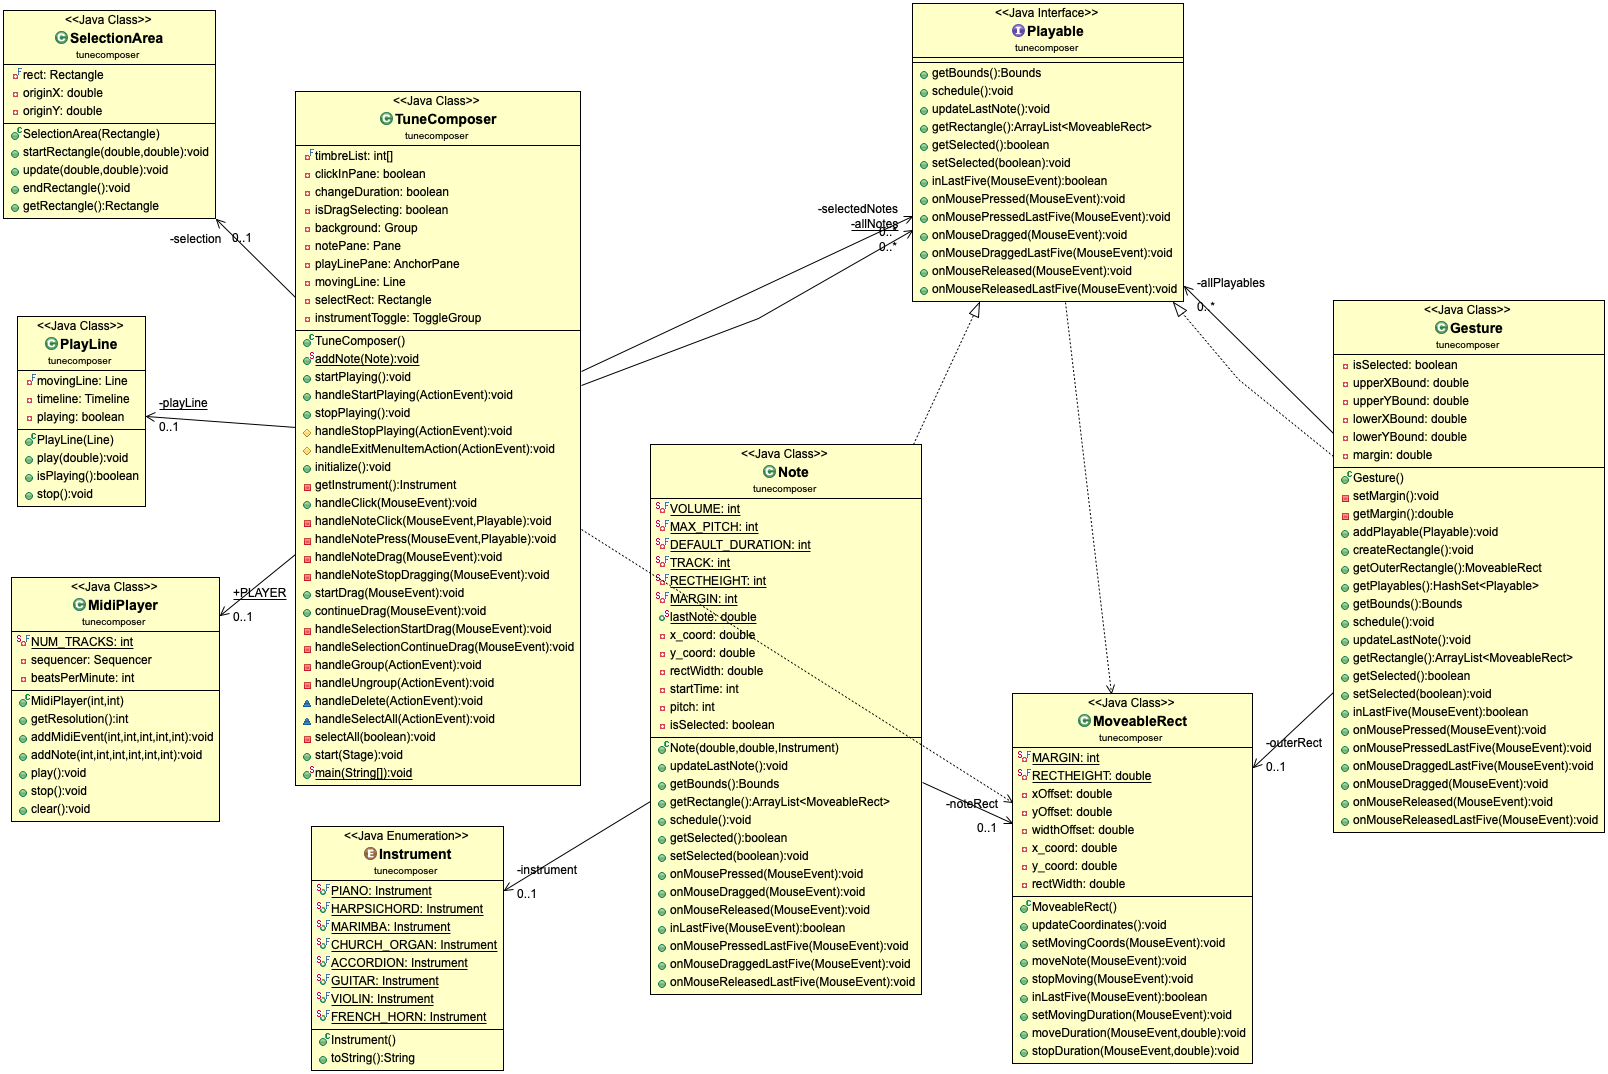 <<Java Class>>
SelectionArea
tunecomposer
rect: Rectangle
originX: double
originY: double
SelectionArea(Rectangle)
startRectangle(double,double):void
update(double,double):void
endRectangle():void
getRectangle():Rectangle
-selection
0..1
<<Java Class>>
PlayLine
tunecomposer
movingLine: Line
timeline: Timeline
playing: boolean
PlayLine(Line)
play(double):void
isPlaying():boolean
stop():void
-playLine
0..1
<<Java Class>>
MidiPlayer
tunecomposer
NUM_TRACKS: int
sequencer: Sequencer
beatsPerMinute: int
MidiPlayer(int,int)
getResolution():int
addMidiEvent(int,int,int,int,int):void
addNote(int,int,int,int,int,int):void
play():void
stop():void
clear():void
+PLAYER
0..1
<<Java Class>>
TuneComposer
tunecomposer
timbreList: int[]
clickInPane: boolean
changeDuration: boolean
isDragSelecting: boolean
background: Group
notePane: Pane
playLinePane: AnchorPane
movingLine: Line
selectRect: Rectangle
instrumentToggle: ToggleGroup
TuneComposer()
addNote(Note):void
startPlaying():void
handleStartPlaying(ActionEvent):void
stopPlaying():void
handleStopPlaying(ActionEvent):void
handleExitMenuItemAction(ActionEvent):void
initialize():void
getInstrument():Instrument
handleClick(MouseEvent):void
handleNoteClick(MouseEvent,Playable):void
handleNotePress(MouseEvent,Playable):void
handleNoteDrag(MouseEvent):void
handleNoteStopDragging(MouseEvent):void
startDrag(MouseEvent):void
continueDrag(MouseEvent):void
handleSelectionStartDrag(MouseEvent):void
handleSelectionContinueDrag(MouseEvent):void
handleGroup(ActionEvent):void
handleUngroup(ActionEvent):void
handleDelete(ActionEvent):void
handleSelectAll(ActionEvent):void
selectAll(boolean):void
start(Stage):void
main(String[]):void
<<Java Enumeration>>
Instrument
tunecomposer
PIANO: Instrument
HARPSICHORD: Instrument
MARIMBA: Instrument
CHURCH_ORGAN: Instrument
ACCORDION: Instrument
GUITAR: Instrument
VIOLIN: Instrument
FRENCH_HORN: Instrument
Instrument()
toString():String
-instrument
0..1
<<Java Class>>
Note
tunecomposer
VOLUME: int
MAX_PITCH: int
DEFAULT_DURATION: int
TRACK: int
RECTHEIGHT: int
MARGIN: int
lastNote: double
x_coord: double
y_coord: double
rectWidth: double
startTime: int
pitch: int
isSelected: boolean
Note(double,double,Instrument)
updateLastNote():void
getBounds():Bounds
getRectangle():ArrayList<MoveableRect>
schedule():void
getSelected():boolean
setSelected(boolean):void
onMousePressed(MouseEvent):void
onMouseDragged(MouseEvent):void
onMouseReleased(MouseEvent):void
inLastFive(MouseEvent):boolean
onMousePressedLastFive(MouseEvent):void
onMouseDraggedLastFive(MouseEvent):void
onMouseReleasedLastFive(MouseEvent):void
-noteRect
0..1
-selectedNotes
0..*
-allNotes
0..*
<<Java Interface>>
Playable
tunecomposer
getBounds():Bounds
schedule():void
updateLastNote():void
getRectangle():ArrayList<MoveableRect>
getSelected():boolean
setSelected(boolean):void
inLastFive(MouseEvent):boolean
onMousePressed(MouseEvent):void
onMousePressedLastFive(MouseEvent):void
onMouseDragged(MouseEvent):void
onMouseDraggedLastFive(MouseEvent):void
onMouseReleased(MouseEvent):void
onMouseReleasedLastFive(MouseEvent):void
-allPlayables
0..*
<<Java Class>>
MoveableRect
tunecomposer
MARGIN: int
RECTHEIGHT: double
xOffset: double
yOffset: double
widthOffset: double
x_coord: double
y_coord: double
rectWidth: double
MoveableRect()
updateCoordinates():void
setMovingCoords(MouseEvent):void
moveNote(MouseEvent):void
stopMoving(MouseEvent):void
inLastFive(MouseEvent):boolean
setMovingDuration(MouseEvent):void
moveDuration(MouseEvent,double):void
stopDuration(MouseEvent,double):void
-outerRect
0..1
<<Java Class>>
Gesture
tunecomposer
isSelected: boolean
upperXBound: double
upperYBound: double
lowerXBound: double
lowerYBound: double
margin: double
Gesture()
setMargin():void
getMargin():double
addPlayable(Playable):void
createRectangle():void
getOuterRectangle():MoveableRect
getPlayables():HashSet<Playable>
getBounds():Bounds
schedule():void
updateLastNote():void
getRectangle():ArrayList<MoveableRect>
getSelected():boolean
setSelected(boolean):void
inLastFive(MouseEvent):boolean
onMousePressed(MouseEvent):void
onMousePressedLastFive(MouseEvent):void
onMouseDraggedLastFive(MouseEvent):void
onMouseDragged(MouseEvent):void
onMouseReleased(MouseEvent):void
onMouseReleasedLastFive(MouseEvent):void